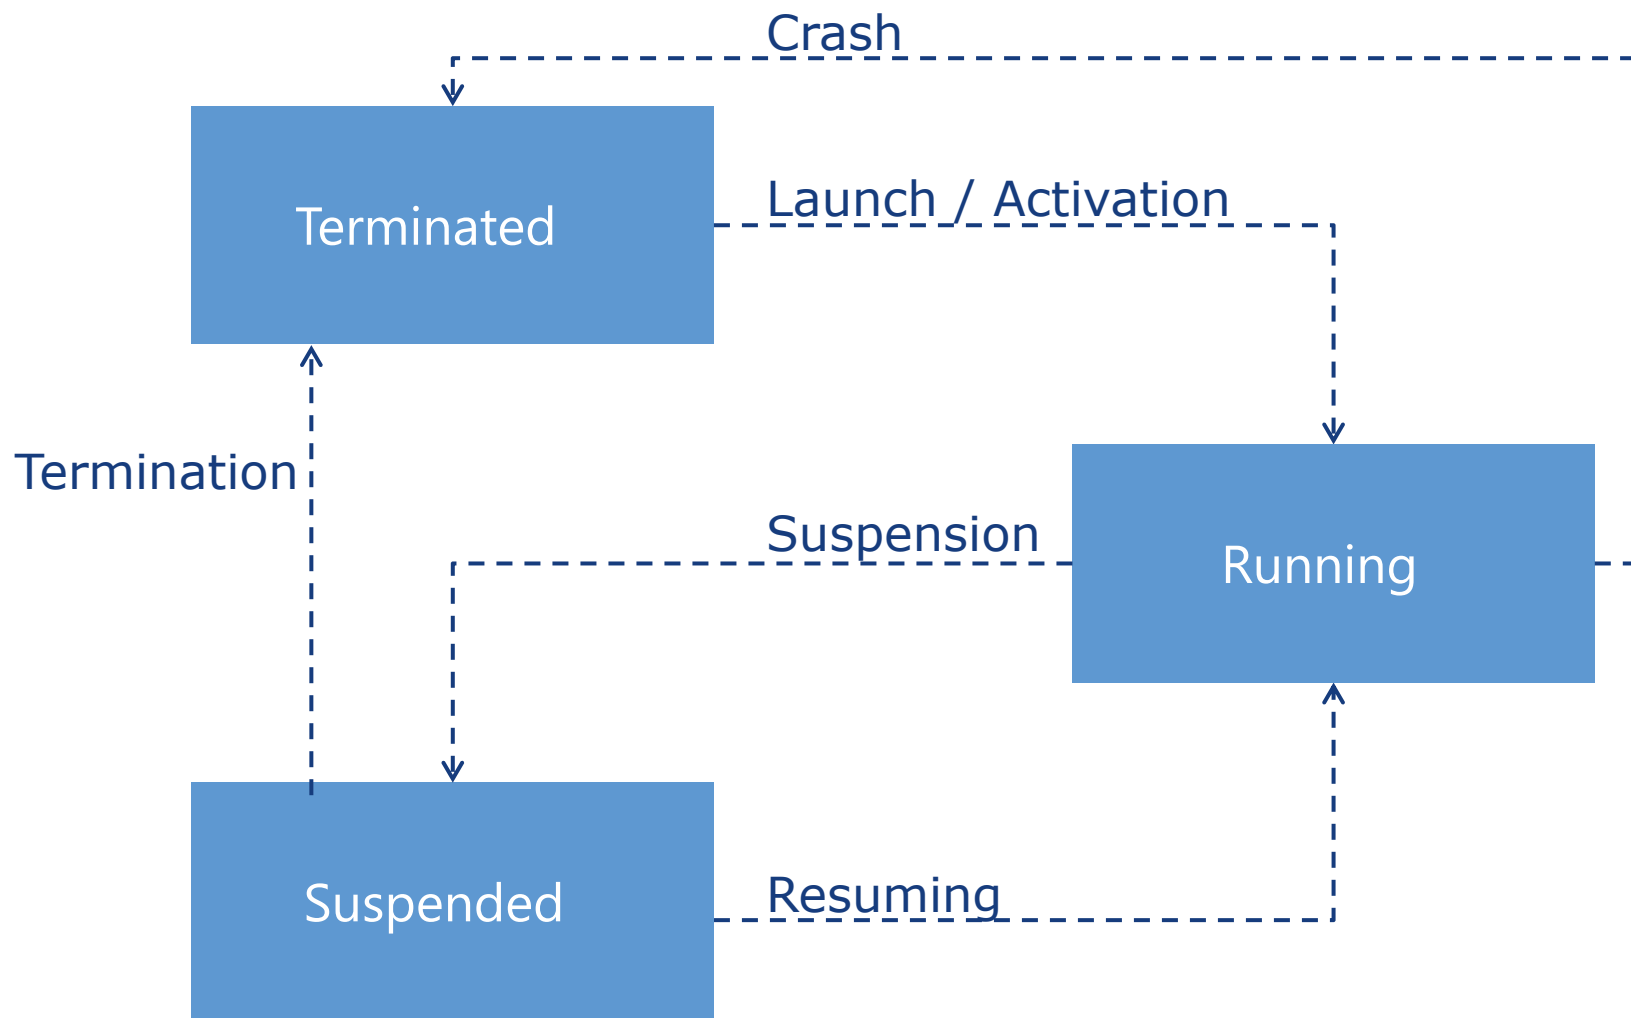 Crash
Terminated
Launch / Activation
Termination
Suspension
Running
Suspended
Resuming